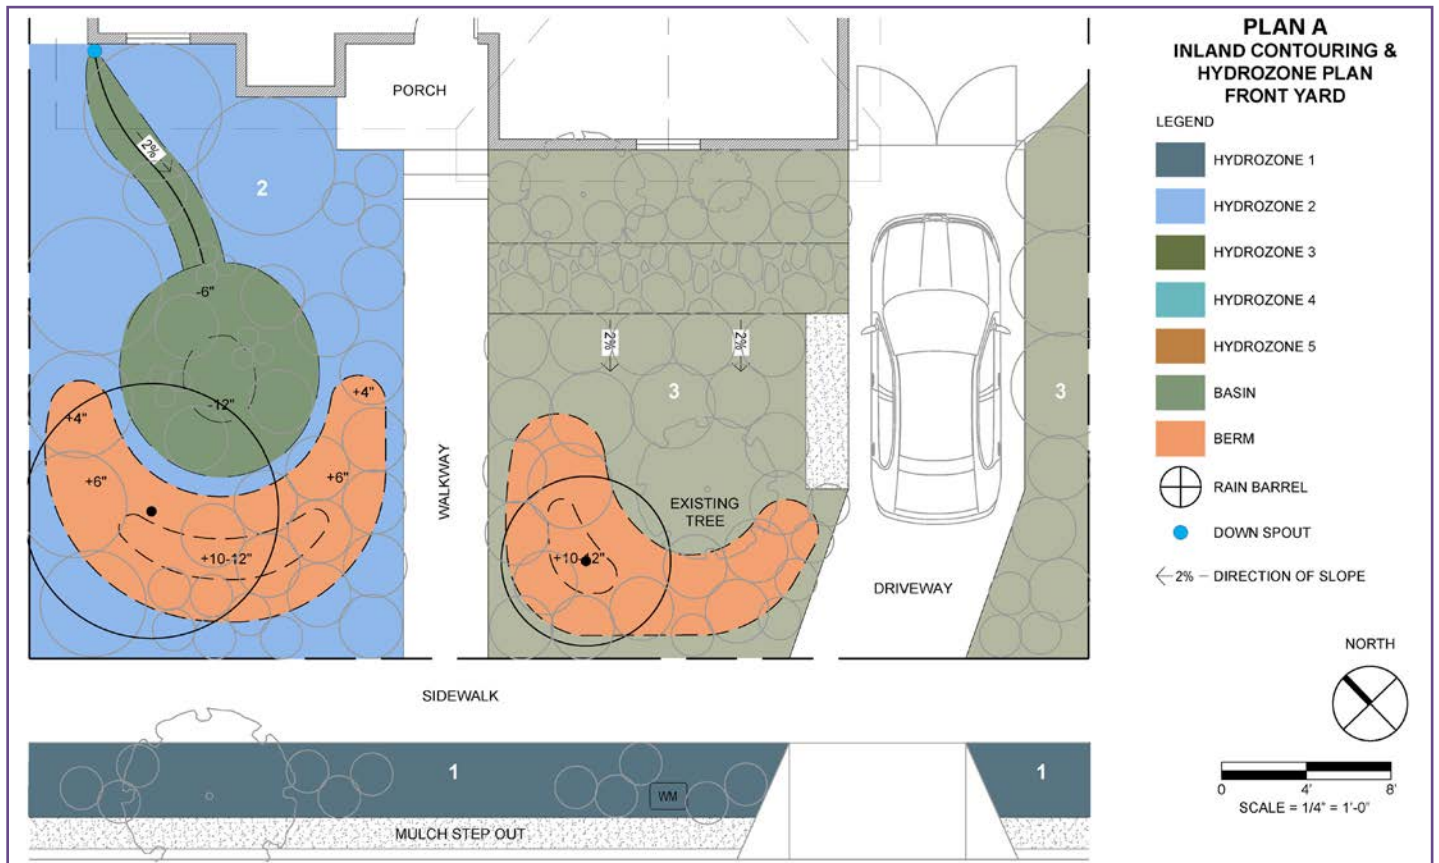 PLAN A
INLAND CONTOURING &
HYDROZONE PLAN
FRONT YARD
LEGEND
HYDROZONE 1
HYDROZONE 2
HYDROZONE 3
HYDROZONE 4
HYDROZONE 5
BASIN
BERM
RAIN BARREL
DOWN SPOUT
2% DIRECTION OF SLOPE
NORTH
0 4' 8'
SCALE = 1/4" = 1'-0"
PORCH
2%
2
-6"
2% 2%
3
3
-12"
+4"
+4"
+6"
+6"
WALKWAY
EXISTING
TREE
+10-12"
+10-12"
DRIVEWAY
SIDEWALK
1
1
WM
MULCH STEP OUT